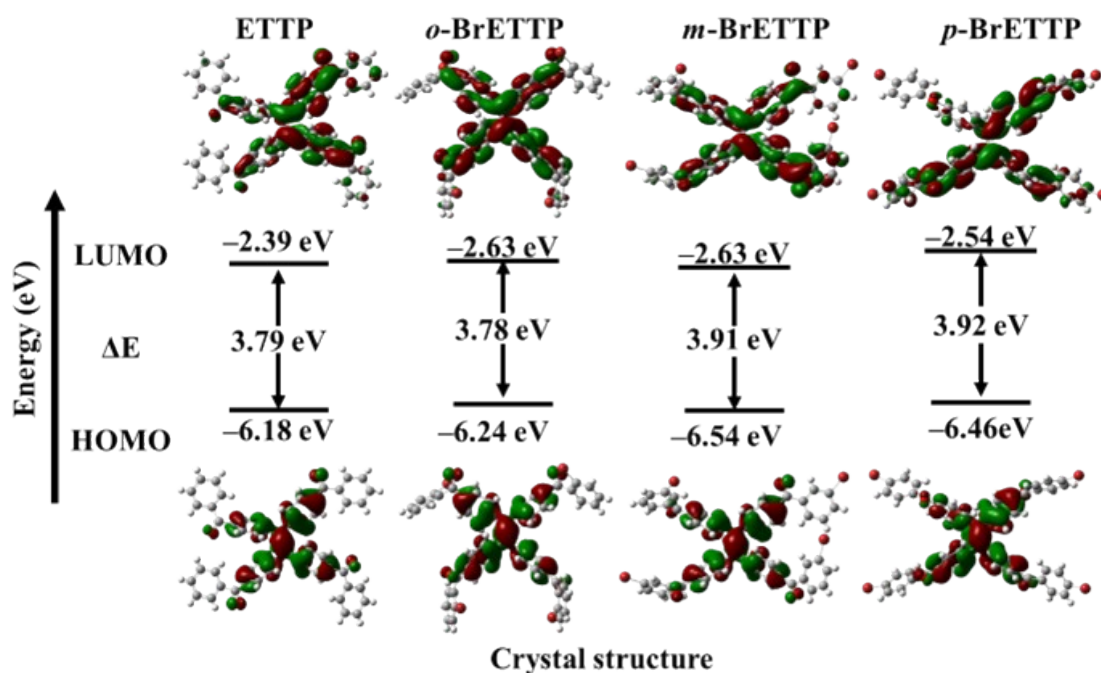 ETTP o-BrETTP m-BrETTP p-BrETTP
Energy (eV)
LUMO –2.39 eV –2.63 eV –2.63 eV –2.54 eV
ΔE 3.79 eV 3.78 eV 3.91 eV 3.92 eV
HOMO –6.18 eV –6.24 eV –6.54 eV –6.46eV
Crystal structure